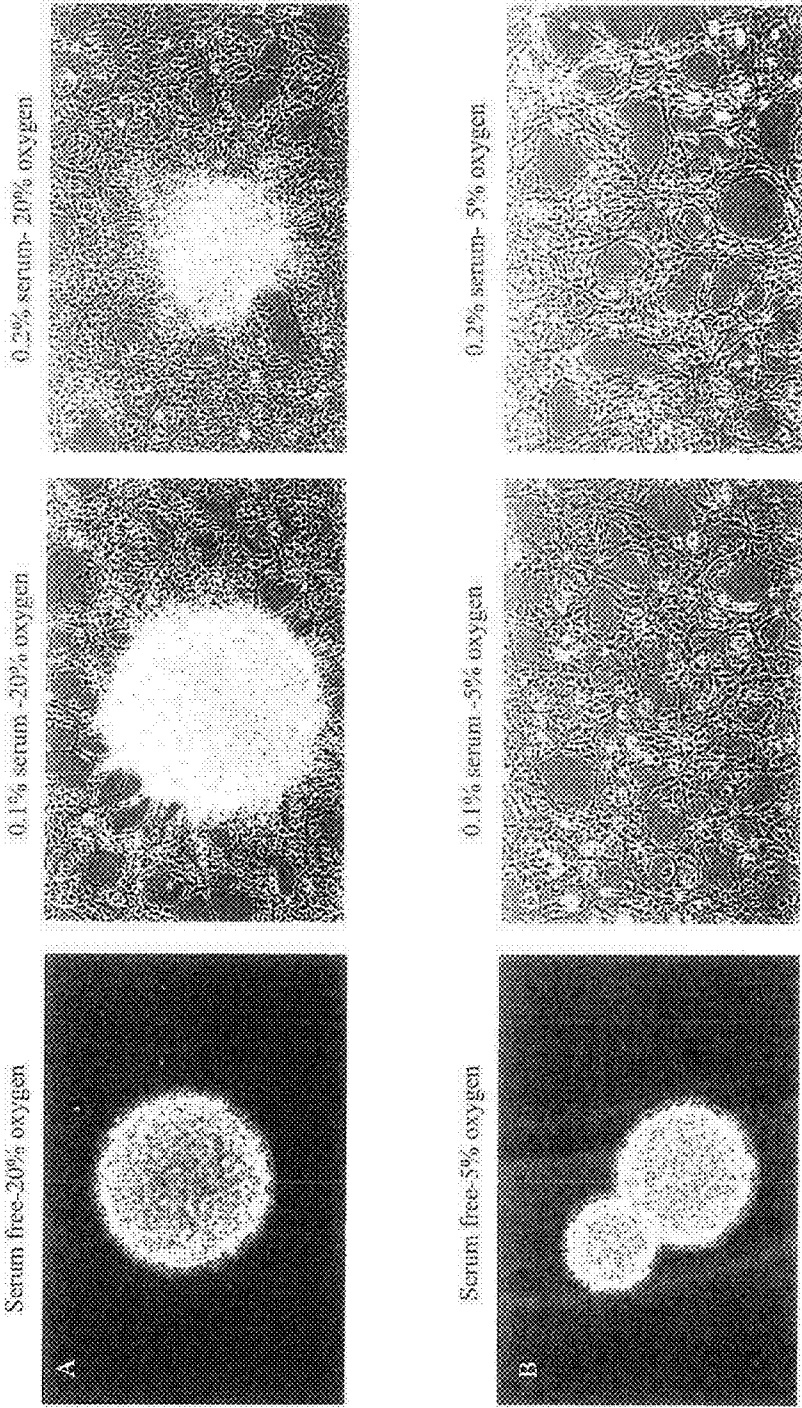 Serum free-20% oxygen
0.1% serum -20% oxygen
0.2% serum- 20% oxygen
A
Serum free-5% oxygen
0.1% serum -5% oxygen
0.2% serum- 5% oxygen
B